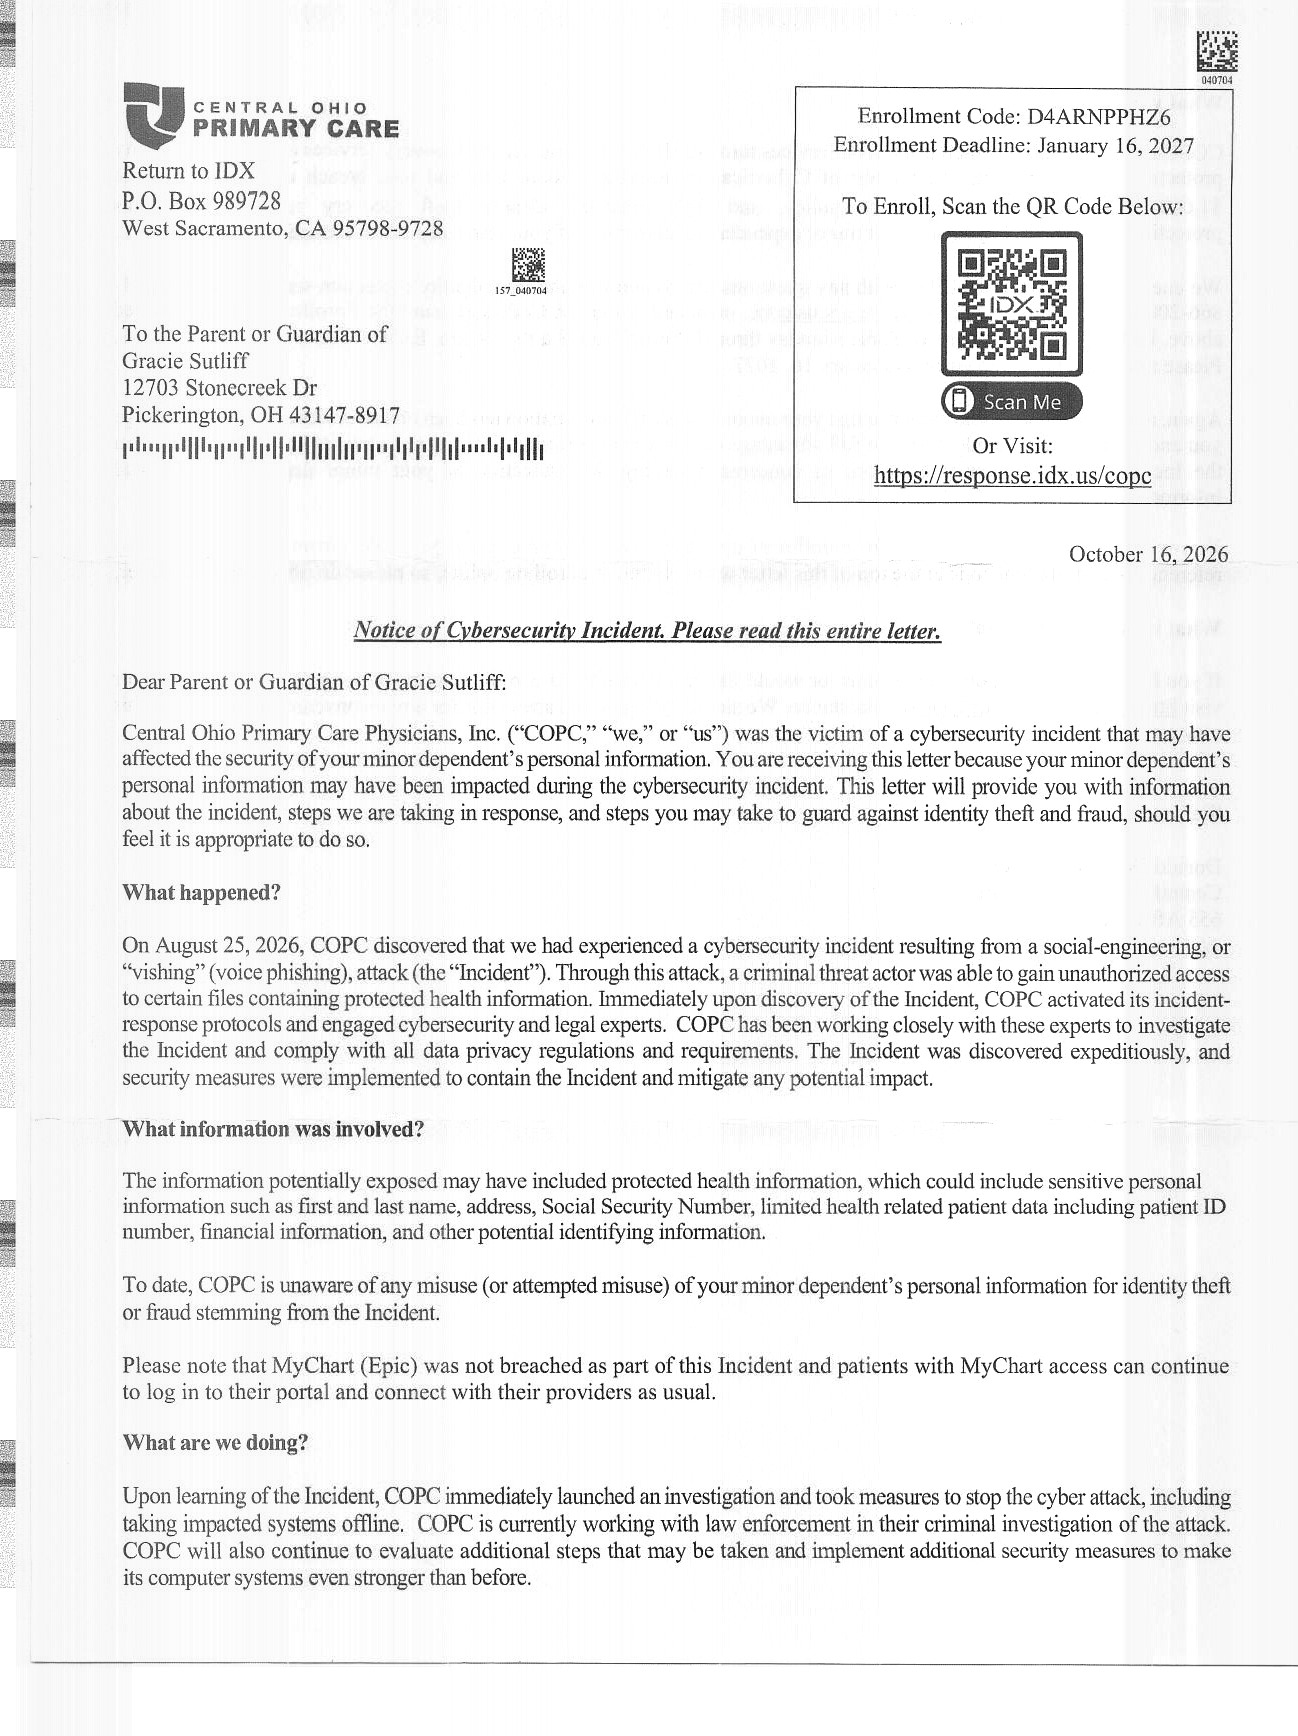 040704
CENTRAL OHIO
PRIMARY CARE
Return to IDX
P.O. Box 989728
West Sacramento, CA 95798-9728
157_040704
To the Parent or Guardian of
Gracie Sutliff
12703 Stonecreek Dr
Pickerington, OH 43147-8917
Enrollment Code: D4ARNPPHZ6
Enrollment Deadline: January 16, 2027
To Enroll, Scan the QR Code Below:
IDX
Scan Me
Or Visit:
https://response.idx.us/copc
October 16, 2026
Notice of Cybersecurity Incident. Please read this entire letter.
Dear Parent or Guardian of Gracie Sutliff:
Central Ohio Primary Care Physicians, Inc. (“COPC,” “we,” or “us”) was the victim of a cybersecurity incident that may have
affected the security of your minor dependent’s personal information. You are receiving this letter because your minor dependent’s
personal information may have been impacted during the cybersecurity incident. This letter will provide you with information
about the incident, steps we are taking in response, and steps you may take to guard against identity theft and fraud, should you
feel it is appropriate to do so.
What happened?
On August 25, 2026, COPC discovered that we had experienced a cybersecurity incident resulting from a social-engineering, or
“vishing” (voice phishing), attack (the “Incident”). Through this attack, a criminal threat actor was able to gain unauthorized access
to certain files containing protected health information. Immediately upon discovery of the Incident, COPC activated its incident-
response protocols and engaged cybersecurity and legal experts. COPC has been working closely with these experts to investigate
the Incident and comply with all data privacy regulations and requirements. The Incident was discovered expeditiously, and
security measures were implemented to contain the Incident and mitigate any potential impact.
What information was involved?
The information potentially exposed may have included protected health information, which could include sensitive personal
information such as first and last name, address, Social Security Number, limited health related patient data including patient ID
number, financial information, and other potential identifying information.
To date, COPC is unaware of any misuse (or attempted misuse) of your minor dependent’s personal information for identity theft
or fraud stemming from the Incident.
Please note that MyChart (Epic) was not breached as part of this Incident and patients with MyChart access can continue
to log in to their portal and connect with their providers as usual.
What are we doing?
Upon learning of the Incident, COPC immediately launched an investigation and took measures to stop the cyber attack, including
taking impacted systems offline. COPC is currently working with law enforcement in their criminal investigation of the attack.
COPC will also continue to evaluate additional steps that may be taken and implement additional security measures to make
its computer systems even stronger than before.